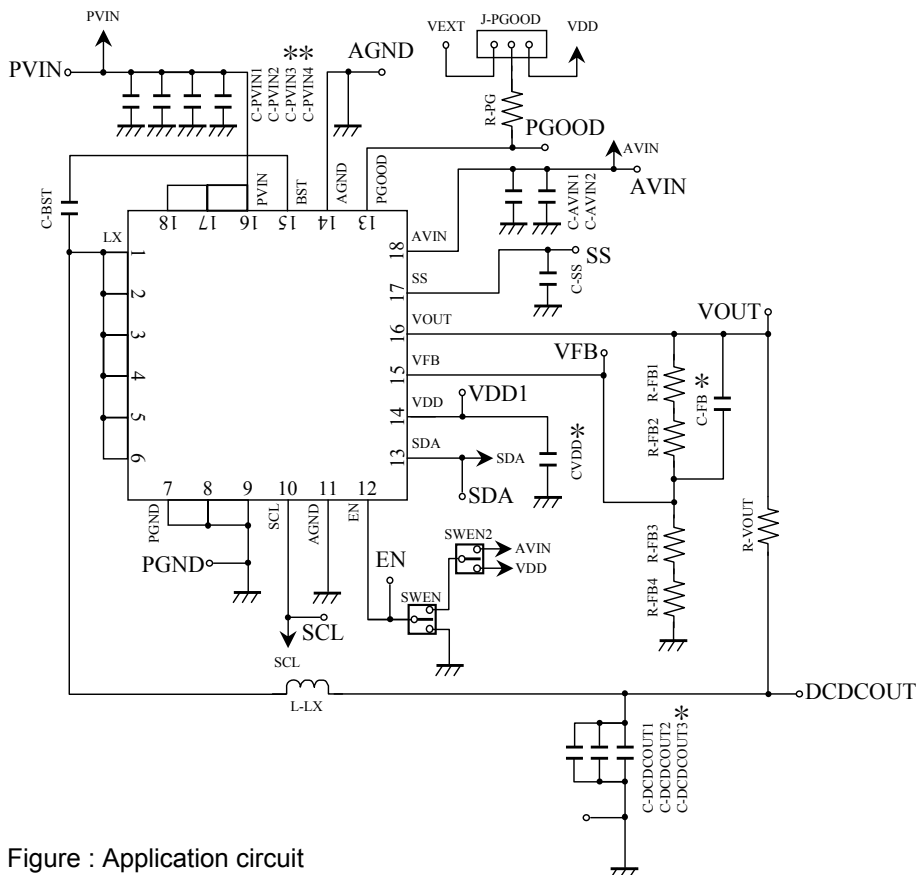 PVIN
PVIN
C-PVIN1
C-PVIN2
C-PVIN3*
C-PVIN4*
AGND
VEXT
J-PGOOD
VDD
R-PG
PGOOD
AVIN
AVIN
C-AVIN1
C-AVIN2
C-BST
PVIN
BST
AGND
PGOOD
18
17
16
15
14
13
LX
1
2
3
4
5
6
18
AVIN
17
SS
16
VOUT
15
VFB
14
VDD
13
SDA
SS
C-SS
VOUT
VFB
VDD1
CVDD*
SDA
SDA
R-FB1
R-FB2
C-FB*
R-FB3
R-FB4
R-VOUT
7
8
9
10
11
12
PGND
SCL
AGND
EN
PGND
SCL
SCL
EN
SWEN
SWEN2
AVIN
VDD
L-LX
DCDCOUT
C-DCDCOUT1
C-DCDCOUT2
C-DCDCOUT3*
Figure : Application circuit